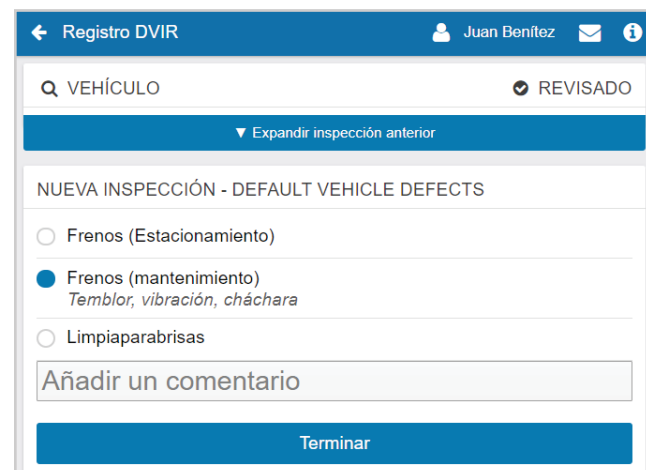 Registro DVIR Juan Benítez
VEHÍCULO REVISADO
▼ Expandir inspección anterior
NUEVA INSPECCIÓN - DEFAULT VEHICLE DEFECTS
Frenos (Estacionamiento)
Frenos (mantenimiento)
Temblor, vibración, cháchara
Limpiaparabrisas
Añadir un comentario
Terminar